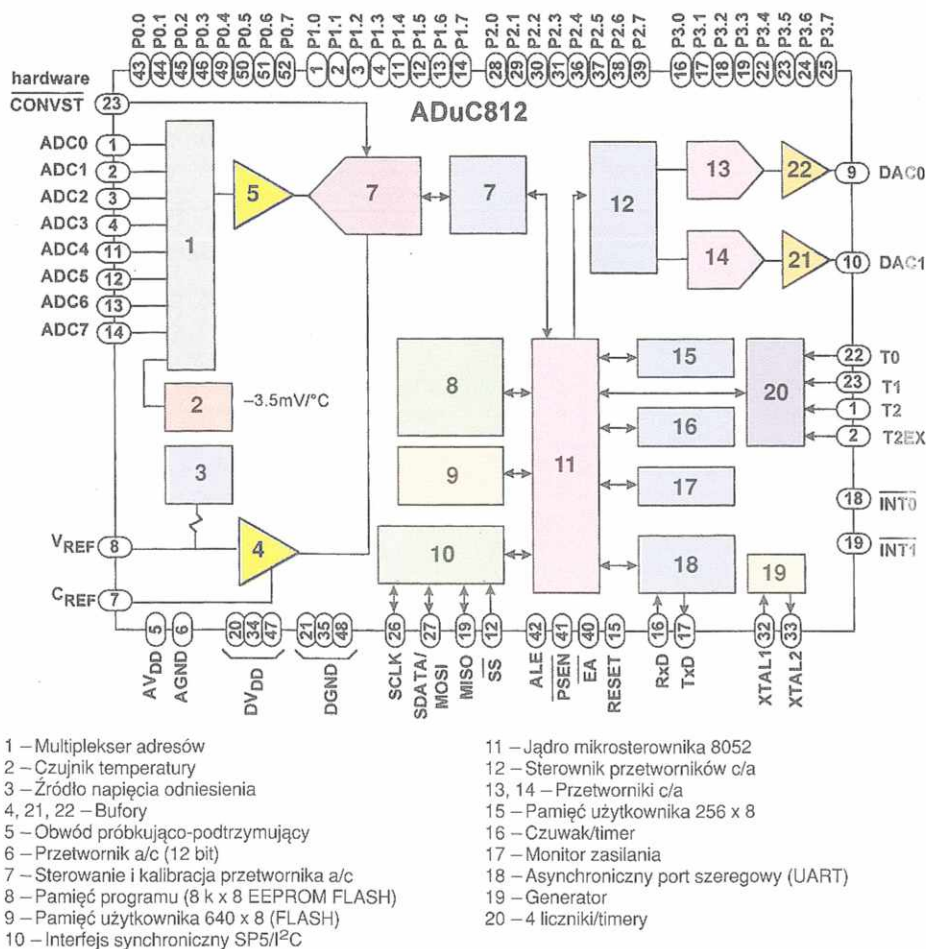 P0.0 P0.1 P0.2 P0.3 P0.4 P0.5 P0.6 P0.7 P1.0 P1.1 P1.2 P1.3 P1.4 P1.5 P1.6 P1.7 P2.0 P2.1 P2.2 P2.3 P2.4 P2.5 P2.6 P2.7 P3.0 P3.1 P3.2 P3.3 P3.4 P3.5 P3.6 P3.7
43 44 45 46 49 50 51 52 1 2 3 4 11 12 13 14 28 29 30 31 36 37 38 39 16 17 18 19 22 23 24 25
hardware
CONVST 23
ADuC812
ADC0 1
ADC1 2
ADC2 3
ADC3 4
ADC4 11
ADC5 12
ADC6 13
ADC7 14
1
5
7
7
12
13
22
9 DAC0
14
21
10 DAC1
2
–3.5mV/°C
3
4
8
9
10
11
15
16
17
18
20
19
22 T0
23 T1
1 T2
2 T2EX
18 INT0
19 INT1
VREF 8
CREF 7
5 6 20 34 47 21 35 48 26 27 19 12 42 41 40 15 16 17 32 33
AVDD AGND DVDD DGND SCLK SDATA/MOSI MISO SS ALE PSEN EA RESET RxD TxD XTAL1 XTAL2
1 – Multiplekser adresów
2 – Czujnik temperatury
3 – Źródło napięcia odniesienia
4, 21, 22 – Bufory
5 – Obwód próbkująco-podtrzymujący
6 – Przetwornik a/c (12 bit)
7 – Sterowanie i kalibracja przetwornika a/c
8 – Pamięć programu (8 k x 8 EEPROM FLASH)
9 – Pamięć użytkownika 640 x 8 (FLASH)
10 – Interfejs synchroniczny SP5/I²C
11 – Jądro mikrosterownika 8052
12 – Sterownik przetworników c/a
13, 14 – Przetworniki c/a
15 – Pamięć użytkownika 256 x 8
16 – Czuwak/timer
17 – Monitor zasilania
18 – Asynchroniczny port szeregowy (UART)
19 – Generator
20 – 4 liczniki/timery